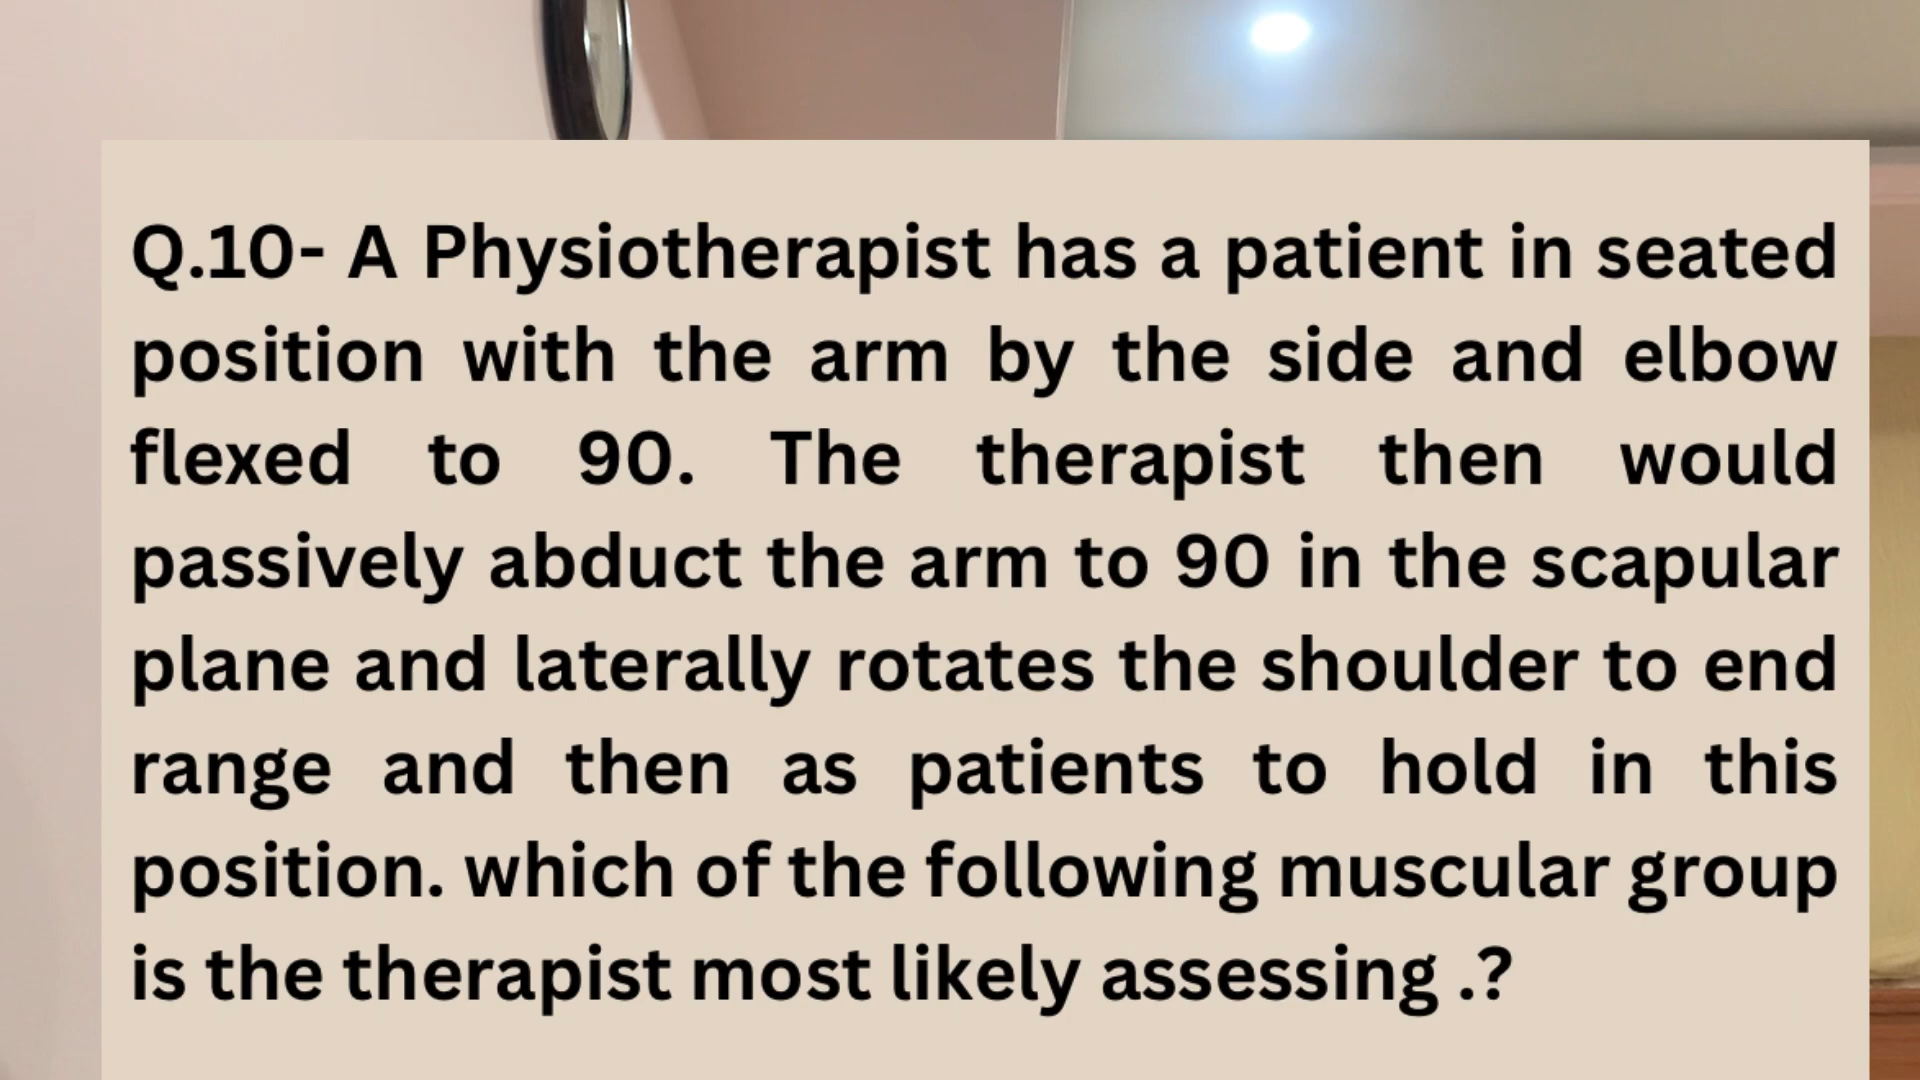 Q.10- A Physiotherapist has a patient in seated
position with the arm by the side and elbow
flexed to 90. The therapist then would
passively abduct the arm to 90 in the scapular
plane and laterally rotates the shoulder to end
range and then as patients to hold in this
position. which of the following muscular group
is the therapist most likely assessing .?